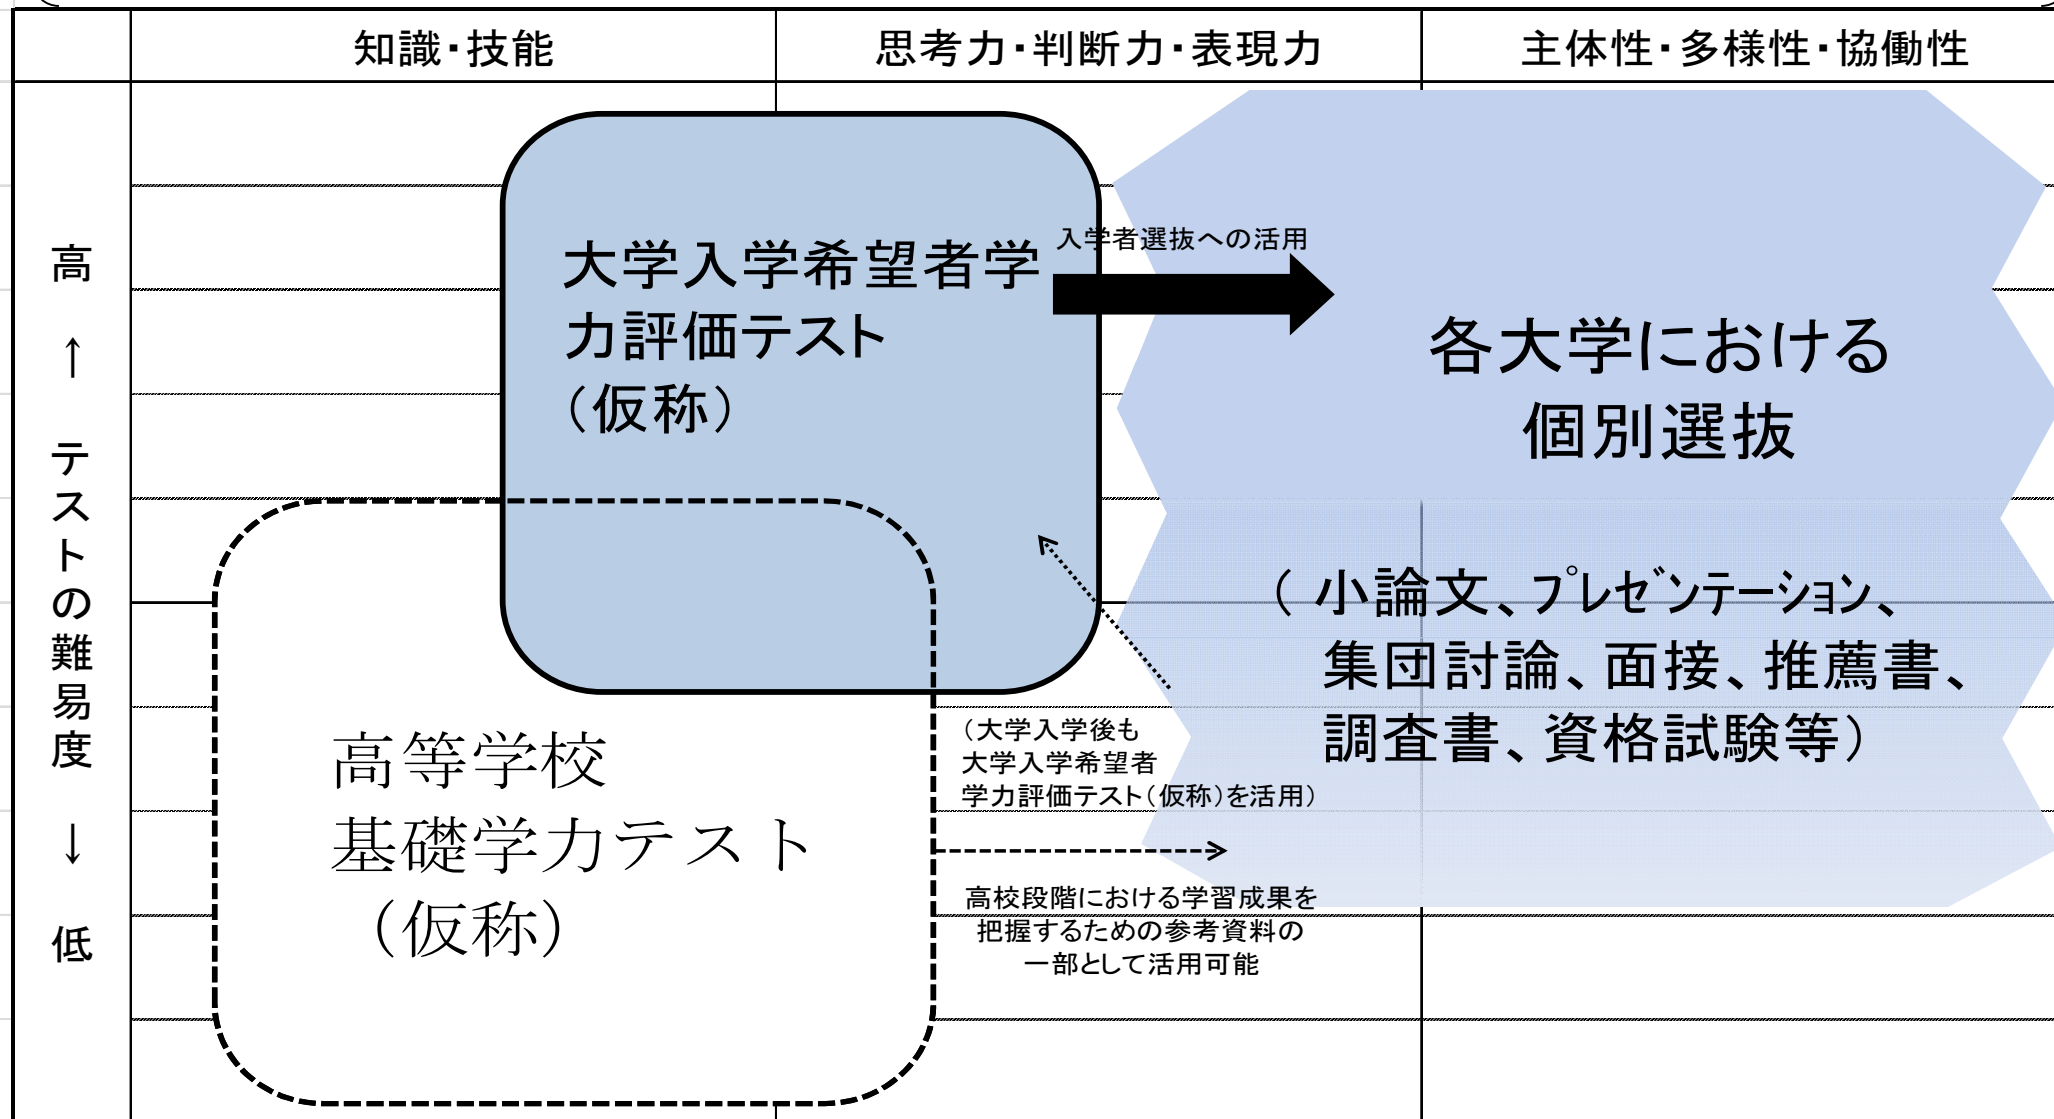 知識・技能
思考力・判断力・表現力
主体性・多様性・協働性
高
↑
テストの難易度
↓
低
大学入学希望者学
力評価テスト
（仮称）
入学者選抜への活用
各大学における
個別選抜
（小論文、ﾌﾟﾚｾﾞﾝﾃｰｼｮﾝ、
集団討論、面接、推薦書、
調査書、資格試験等）
高等学校
基礎学力テスト
（仮称）
（大学入学後も
大学入学希望者
学力評価テスト（仮称）を活用）
高校段階における学習成果を
把握するための参考資料の
一部として活用可能